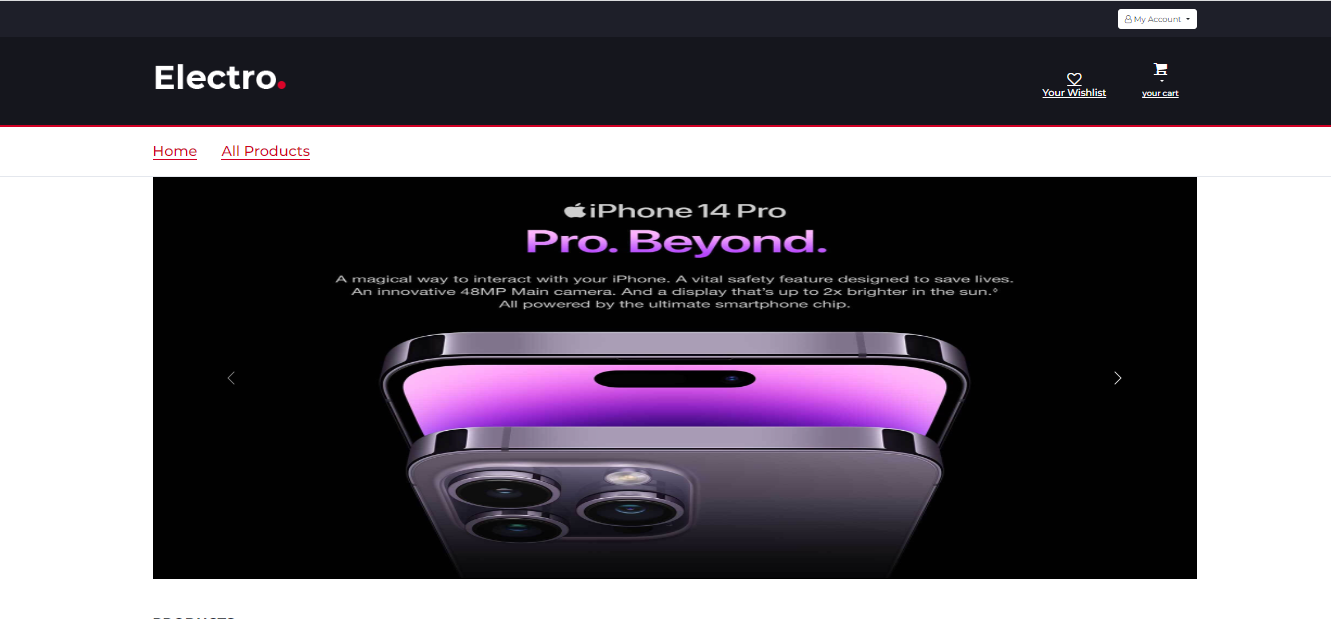 My Account
Electro.
Your Wishlist
your cart
Home
All Products
iPhone 14 Pro
Pro. Beyond.
A magical way to interact with your iPhone. A vital safety feature designed to save lives.
An innovative 48MP Main camera. And a display that's up to 2x brighter in the sun.◊
All powered by the ultimate smartphone chip.
PRODUCTS